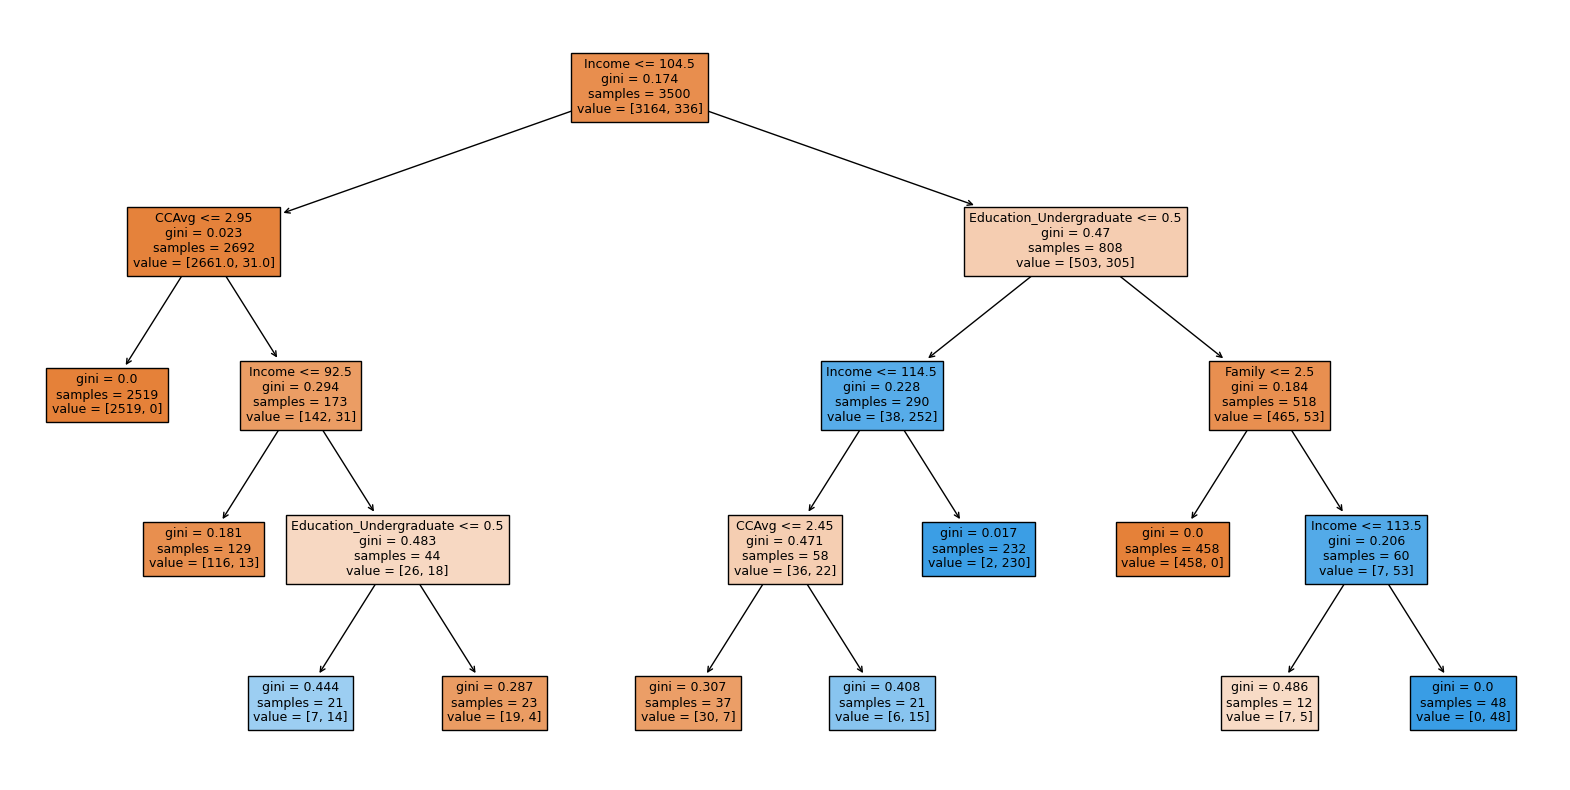 Income <= 104.5
gini = 0.174
samples = 3500
value = [3164, 336]
CCAvg <= 2.95
gini = 0.023
samples = 2692
value = [2661.0, 31.0]
Education_Undergraduate <= 0.5
gini = 0.47
samples = 808
value = [503, 305]
gini = 0.0
samples = 2519
value = [2519, 0]
Income <= 92.5
gini = 0.294
samples = 173
value = [142, 31]
Income <= 114.5
gini = 0.228
samples = 290
value = [38, 252]
Family <= 2.5
gini = 0.184
samples = 518
value = [465, 53]
gini = 0.181
samples = 129
value = [116, 13]
Education_Undergraduate <= 0.5
gini = 0.483
samples = 44
value = [26, 18]
CCAvg <= 2.45
gini = 0.471
samples = 58
value = [36, 22]
gini = 0.017
samples = 232
value = [2, 230]
gini = 0.0
samples = 458
value = [458, 0]
Income <= 113.5
gini = 0.206
samples = 60
value = [7, 53]
gini = 0.444
samples = 21
value = [7, 14]
gini = 0.287
samples = 23
value = [19, 4]
gini = 0.307
samples = 37
value = [30, 7]
gini = 0.408
samples = 21
value = [6, 15]
gini = 0.486
samples = 12
value = [7, 5]
gini = 0.0
samples = 48
value = [0, 48]